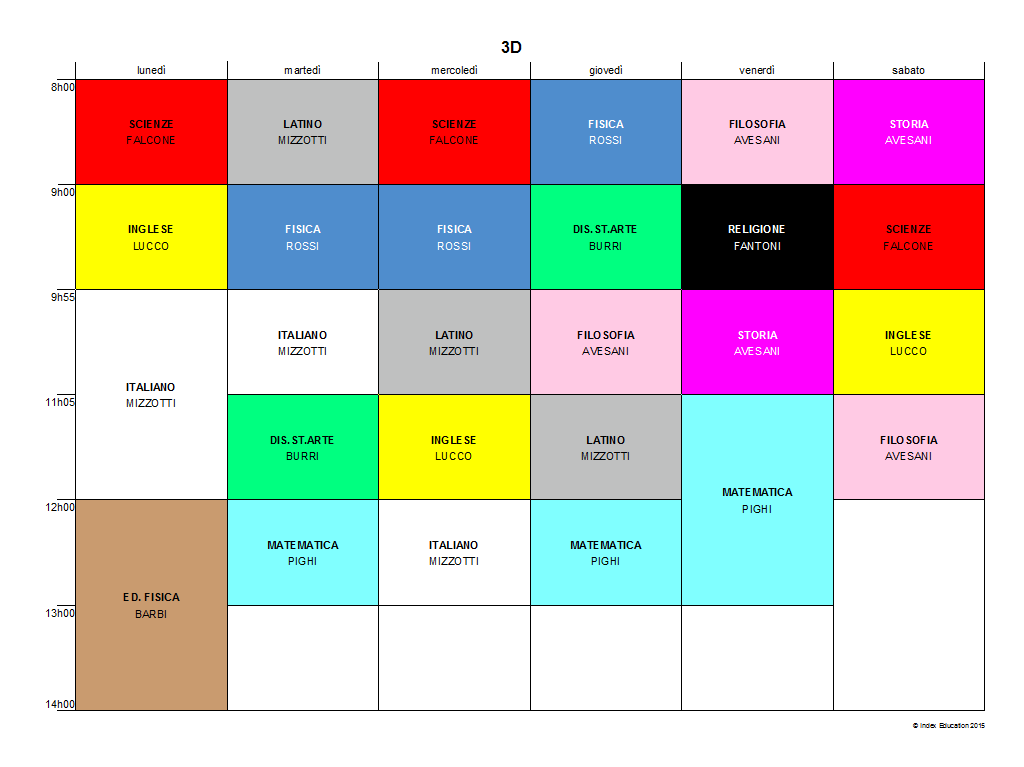 3D
lunedì martedì mercoledì giovedì venerdì sabato
8h00
SCIENZE LATINO SCIENZE FISICA FILOSOFIA STORIA
FALCONE MIZZOTTI FALCONE ROSSI AVESANI AVESANI
9h00
INGLESE FISICA FISICA DIS. ST.ARTE RELIGIONE SCIENZE
LUCCO ROSSI ROSSI BURRI FANTONI FALCONE
9h55
ITALIANO LATINO FILOSOFIA STORIA INGLESE
MIZZOTTI MIZZOTTI AVESANI AVESANI LUCCO
ITALIANO
MIZZOTTI
11h05
DIS. ST.ARTE INGLESE LATINO FILOSOFIA
BURRI LUCCO MIZZOTTI AVESANI
MATEMATICA
PIGHI
12h00
MATEMATICA ITALIANO MATEMATICA
PIGHI MIZZOTTI PIGHI
ED. FISICA
BARBI
13h00
14h00
© Index Education 2015